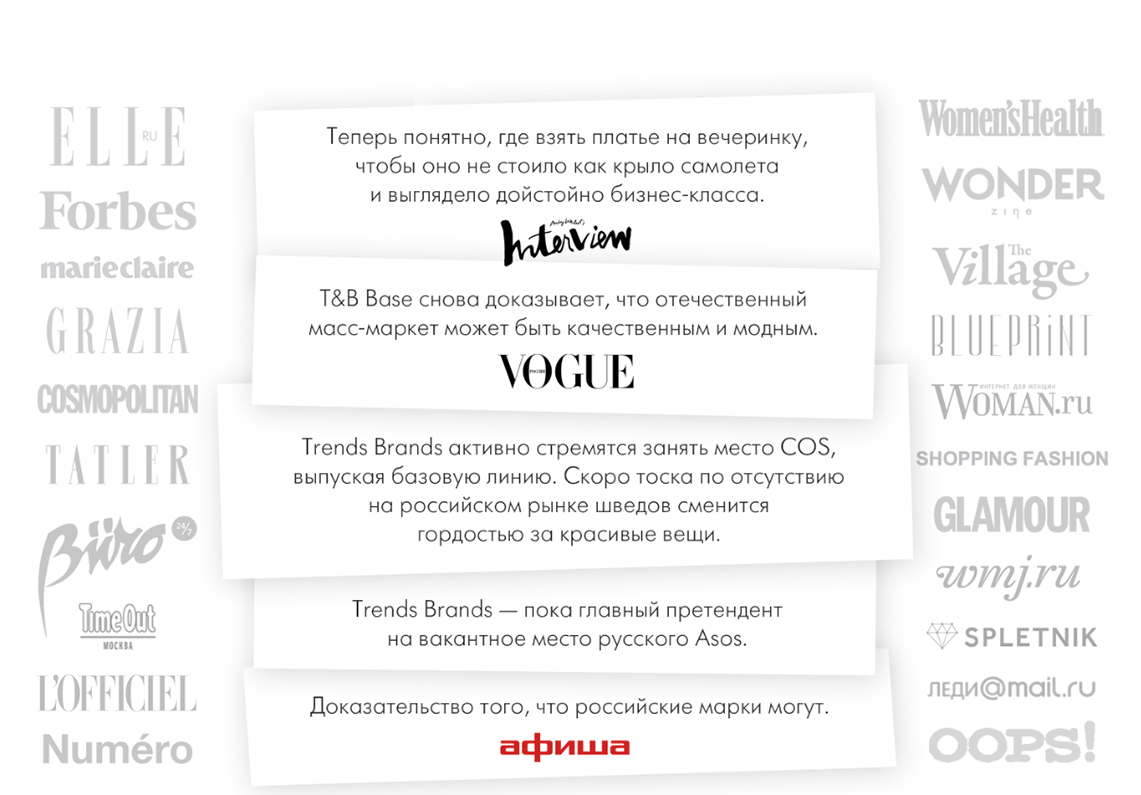 ELLE
RU
Forbes
marie claire
GRAZIA
COSMOPOLITAN
TATLER
Büro
24/7
TimeOut
МОСКВА
L'OFFICIEL
Numéro
Теперь понятно, где взять платье на вечеринку,
чтобы оно не стоило как крыло самолета
и выглядело дойстойно бизнес-класса.
Interview
T&B Base снова доказывает, что отечественный
масс-маркет может быть качественным и модным.
VOGUE
РОССИЯ
Trends Brands активно стремятся занять место COS,
выпуская базовую линию. Скоро тоска по отсутствию
на российском рынке шведов сменится
гордостью за красивые вещи.
Trends Brands — пока главный претендент
на вакантное место русского Asos.
Доказательство того, что российские марки могут.
афиша
Women'sHealth
WONDER
zine
The
Village
BLUEPRiNT
ИНТЕРНЕТ ДЛЯ ЖЕНЩИН
WOMAN.ru
SHOPPING FASHION
GLAMOUR
wmj.ru
SPLETNIK
леди@mail.ru
OOPS!